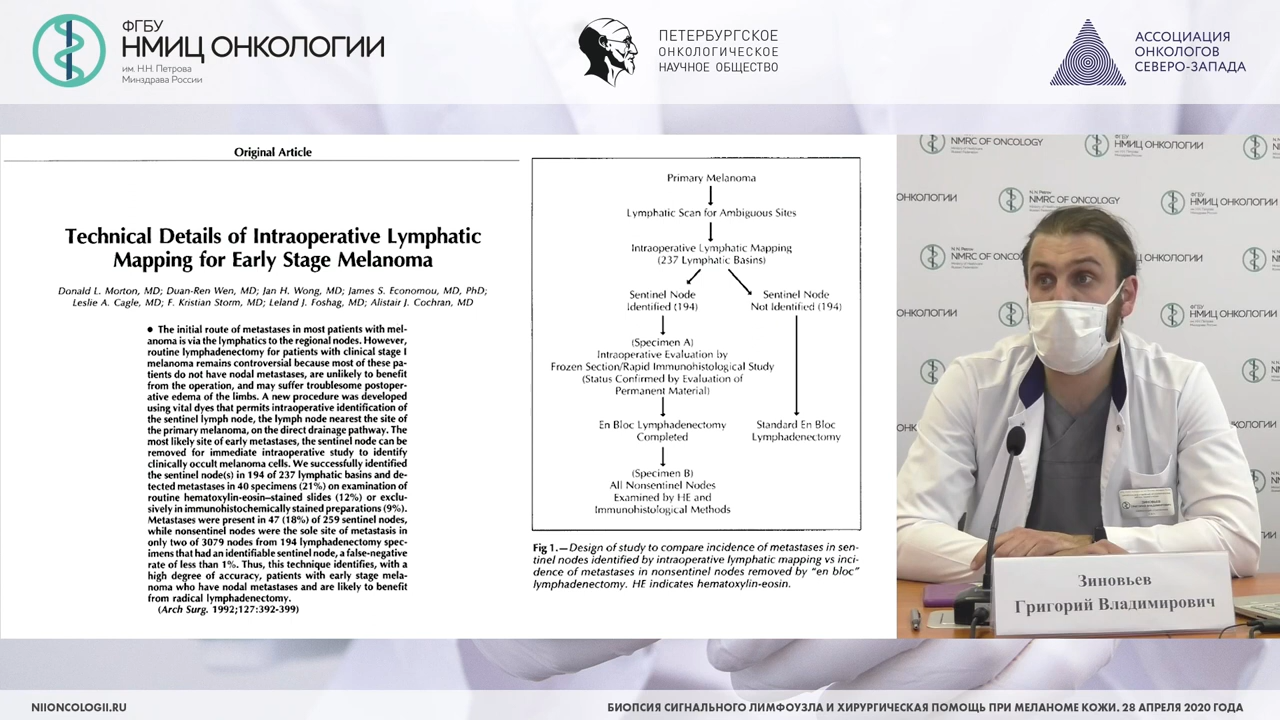 ФГБУ
НМИЦ ОНКОЛОГИИ
им. Н.Н. Петрова
Минздрава России
ПЕТЕРБУРГСКОЕ
ОНКОЛОГИЧЕСКОЕ
НАУЧНОЕ ОБЩЕСТВО
АССОЦИАЦИЯ
ОНКОЛОГОВ
СЕВЕРО-ЗАПАДА
Original Article
Technical Details of Intraoperative Lymphatic
Mapping for Early Stage Melanoma
Donald L. Morton, MD; Duan-Ren Wen, MD; Jan H. Wong, MD; James S. Economou, MD, PhD;
Leslie A. Cagle, MD; F. Kristian Storm, MD; Leland J. Foshag, MD; Alistair J. Cochran, MD
● The initial route of metastases in most patients with mel-
anoma is via the lymphatics to the regional nodes. However,
routine lymphadenectomy for patients with clinical stage I
melanoma remains controversial because most of these pa-
tients do not have nodal metastases, are unlikely to benefit
from the operation, and may suffer troublesome postoper-
ative edema of the limbs. A new procedure was developed
using vital dyes that permits intraoperative identification of
the sentinel lymph node, the lymph node nearest the site of
the primary melanoma, on the direct drainage pathway. The
most likely site of early metastases, the sentinel node can be
removed for immediate intraoperative study to identify
clinically occult melanoma cells. We successfully identified
the sentinel node(s) in 194 of 237 lymphatic basins and de-
tected metastases in 40 specimens (21%) on examination of
routine hematoxylin-eosin–stained slides (12%) or exclu-
sively in immunohistochemically stained preparations (9%).
Metastases were present in 47 (18%) of 259 sentinel nodes,
while nonsentinel nodes were the sole site of metastasis in
only two of 3079 nodes from 194 lymphadenectomy spec-
imens that had an identifiable sentinel node, a false-negative
rate of less than 1%. Thus, this technique identifies, with a
high degree of accuracy, patients with early stage mela-
noma who have nodal metastases and are likely to benefit
from radical lymphadenectomy.
(Arch Surg. 1992;127:392-399)
Primary Melanoma
Lymphatic Scan for Ambiguous Sites
Intraoperative Lymphatic Mapping
(237 Lymphatic Basins)
Sentinel Node
Identified (194)
Sentinel Node
Not Identified (194)
(Specimen A)
Intraoperative Evaluation by
Frozen Section/Rapid Immunohistological Study
(Status Confirmed by Evaluation of
Permanent Material)
En Bloc Lymphadenectomy
Completed
Standard En Bloc
Lymphadenectomy
(Specimen B)
All Nonsentinel Nodes
Examined by HE and
Immunohistological Methods
Fig 1.—Design of study to compare incidence of metastases in sen-
tinel nodes identified by intraoperative lymphatic mapping vs inci-
dence of metastases in nonsentinel nodes removed by "en bloc"
lymphadenectomy. HE indicates hematoxylin-eosin.
NMRC OF ONCOLOGY
ФГБУ
НМИЦ ОНКОЛОГИИ
ОНКОЛОГИИ
NMRC OF ONCOLOGY
ФГБУ
НМИЦ ОНКОЛОГИИ
Зиновьев
Григорий Владимирович
NIIONCOLOGII.RU
БИОПСИЯ СИГНАЛЬНОГО ЛИМФОУЗЛА И ХИРУРГИЧЕСКАЯ ПОМОЩЬ ПРИ МЕЛАНОМЕ КОЖИ. 28 АПРЕЛЯ 2020 ГОДА